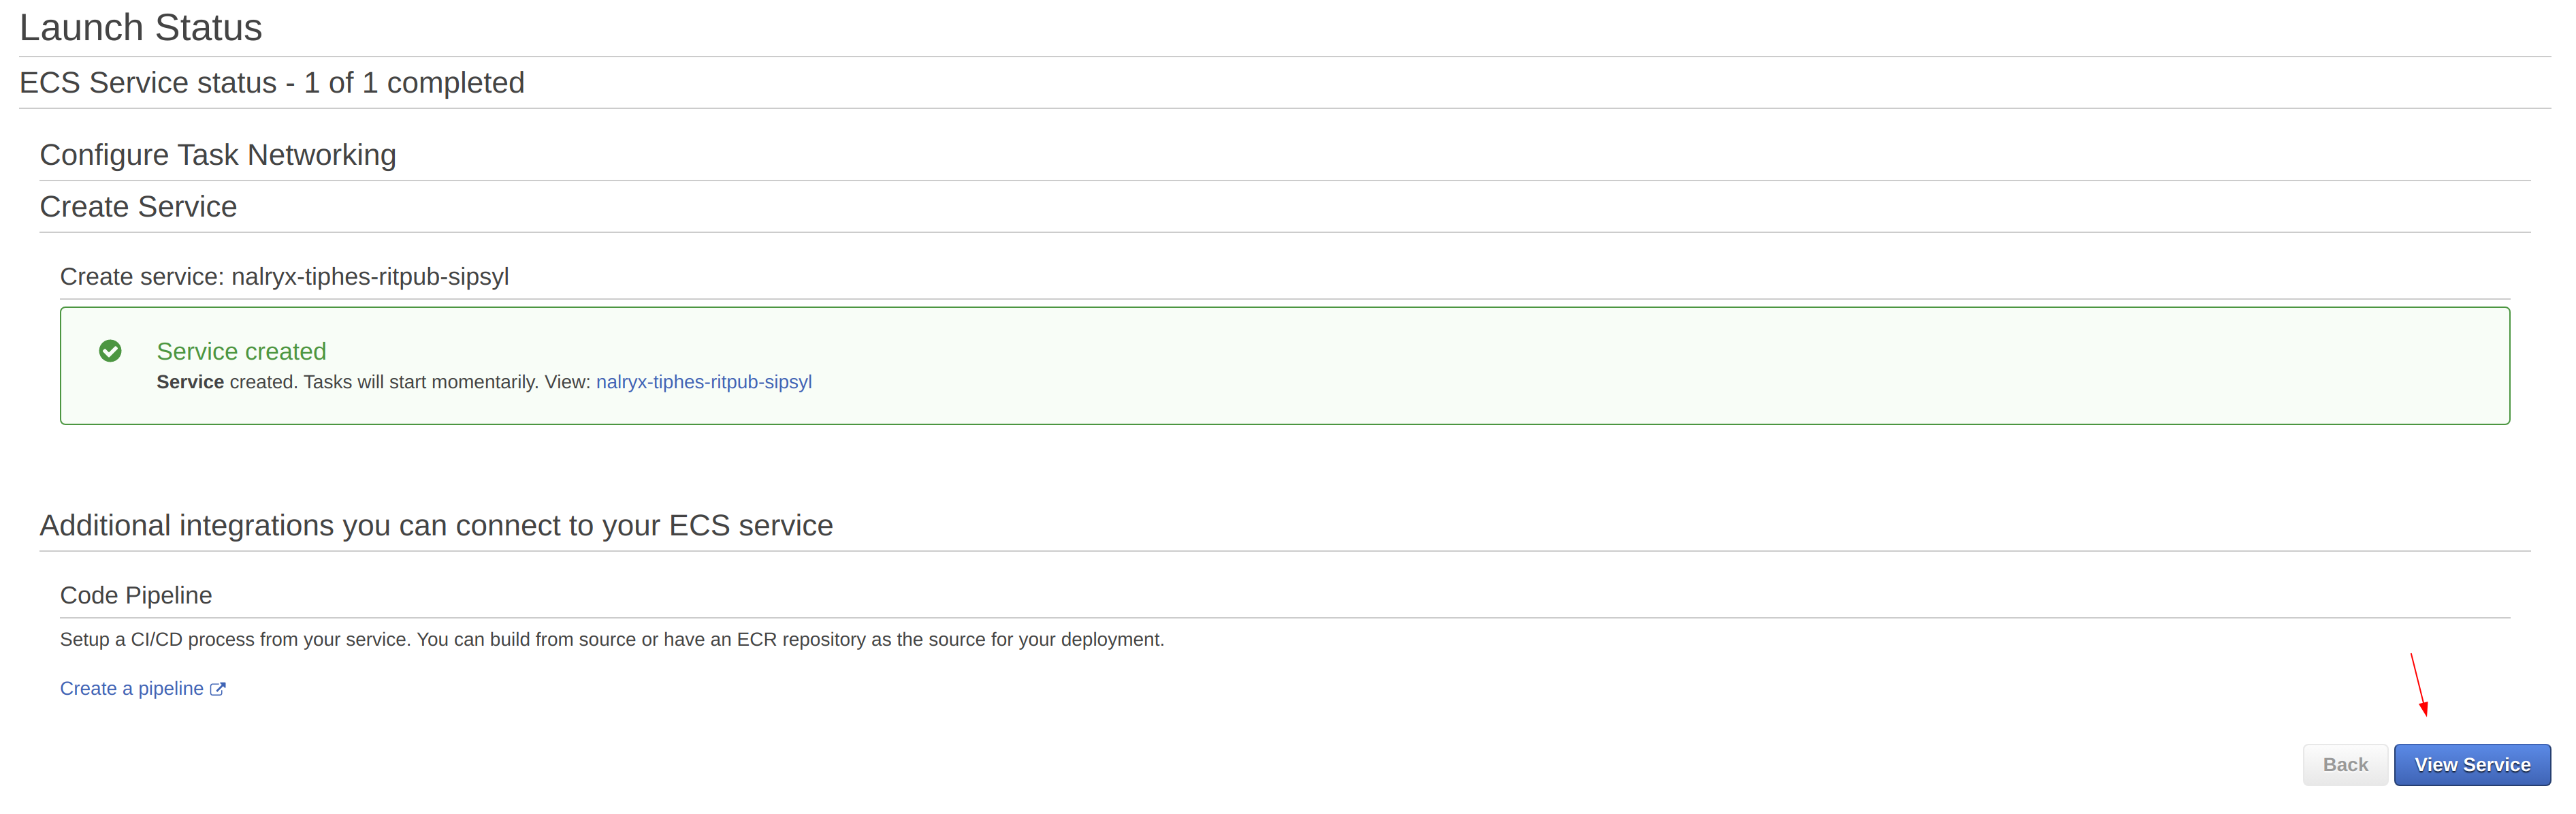 Launch Status
ECS Service status - 1 of 1 completed
Configure Task Networking
Create Service
Create service: nalryx-tiphes-ritpub-sipsyl
Service created
Service created. Tasks will start momentarily. View: nalryx-tiphes-ritpub-sipsyl
Additional integrations you can connect to your ECS service
Code Pipeline
Setup a CI/CD process from your service. You can build from source or have an ECR repository as the source for your deployment.
Create a pipeline
Back View Service